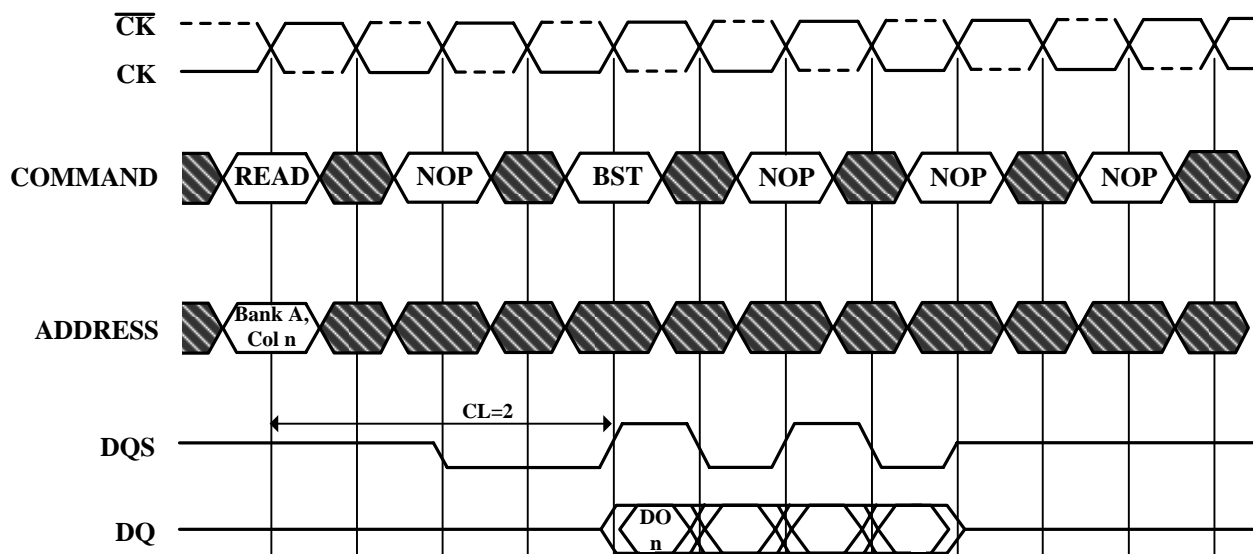 CK
CK
COMMAND
READ
NOP
BST
NOP
NOP
NOP
ADDRESS
Bank A,
Col n
CL=2
DQS
DQ
DO
n